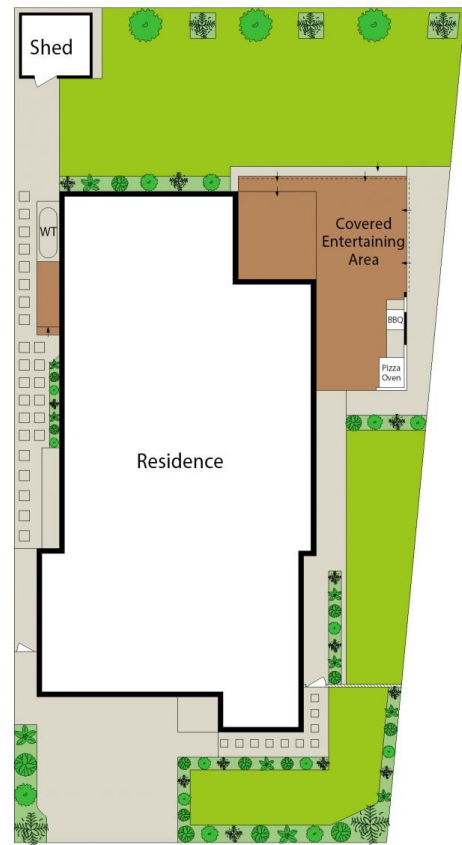 Shed
WT
Covered
Entertaining
Area
BBQ
Pizza
Oven
Residence